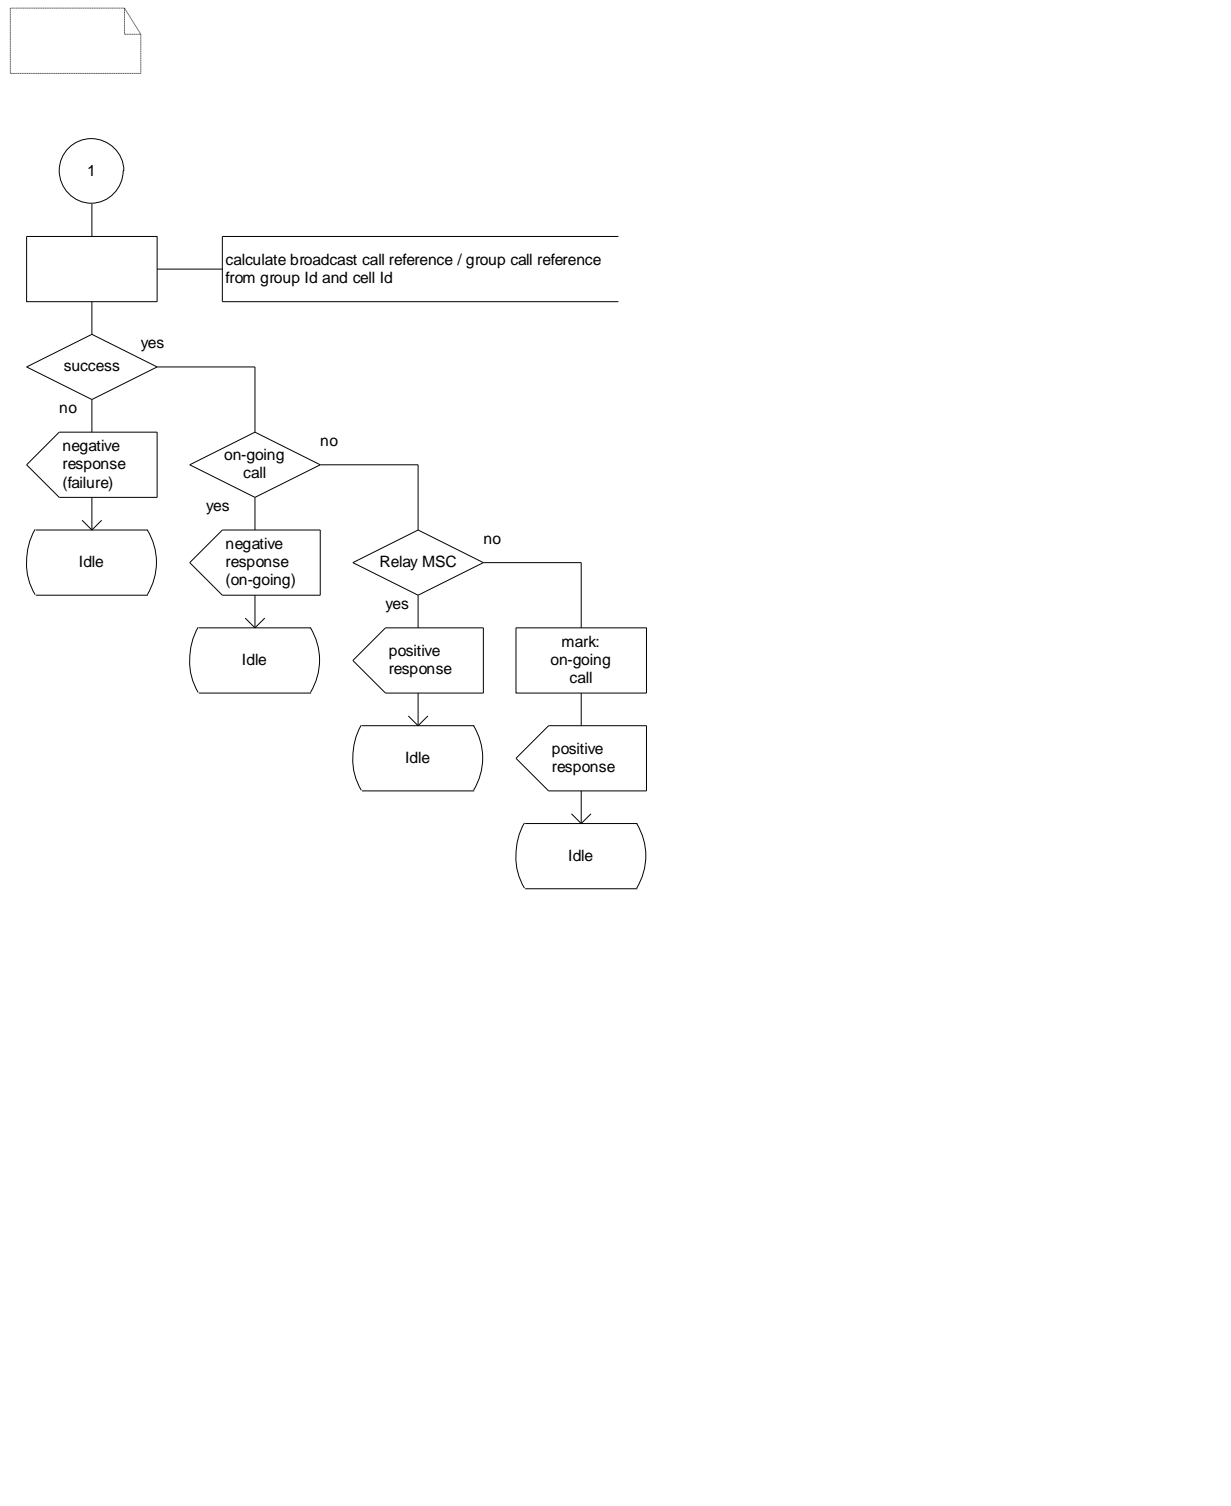 1
calculate broadcast call reference / group call reference
from group Id and cell Id
yes
success
no
negative
response
(failure)
Idle
no
on-going
call
yes
negative
response
(on-going)
Idle
no
Relay MSC
yes
positive
response
Idle
mark:
on-going
call
positive
response
Idle